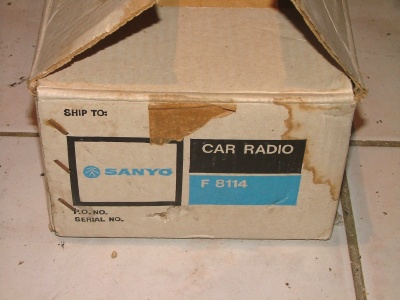 SHIP TO:
SANYO
CAR RADIO
F 8114
P.O. NO.
SERIAL NO.